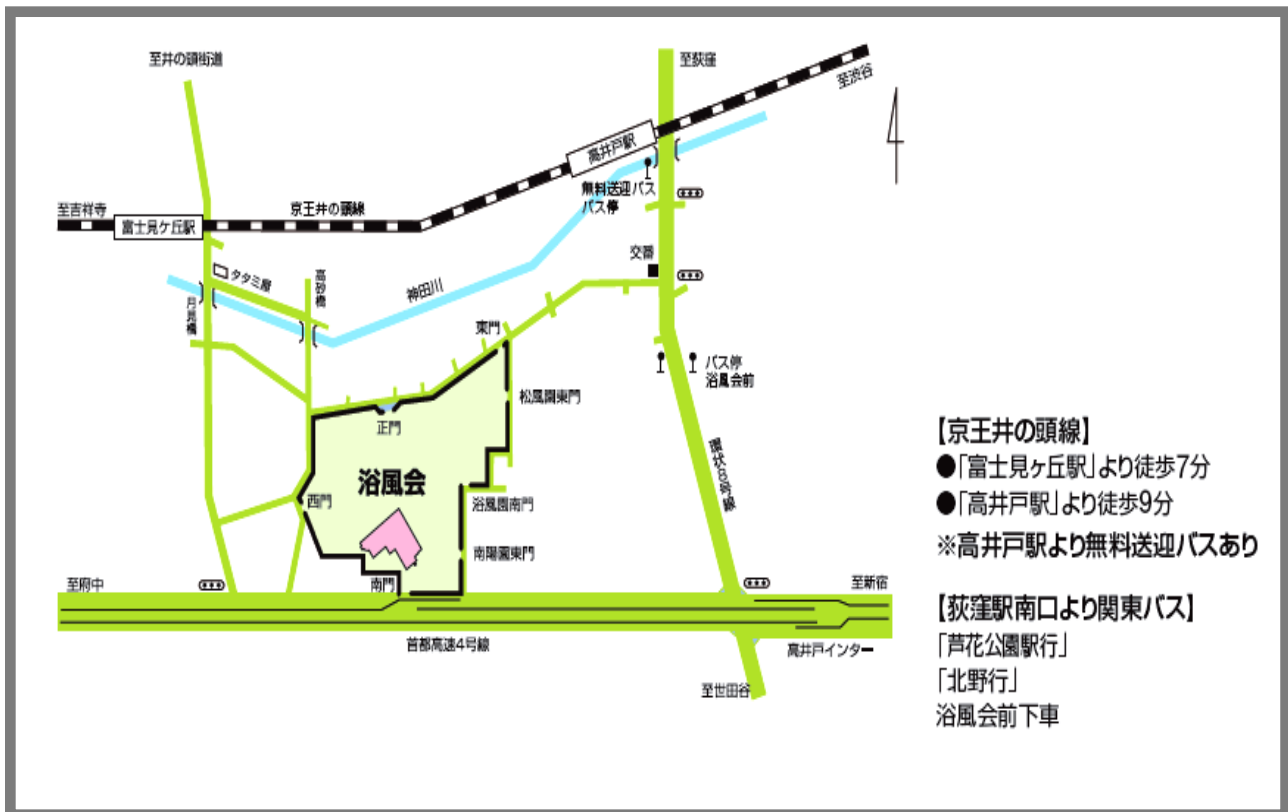 至井の頭街道
至荻窪
至渋谷
高井戸駅
無料送迎バス
バス停
至吉祥寺
京王井の頭線
富士見ケ丘駅
交番
タタミ屋
高砂橋
神田川
月見橋
東門
バス停
浴風会前
松風園東門
正門
浴風会
環状8号線
西門
浴風園南門
南陽園東門
至府中
南門
至新宿
首都高速4号線
高井戸インター
至世田谷
【京王井の頭線】
●「富士見ヶ丘駅」より徒歩7分
●「高井戸駅」より徒歩9分
※高井戸駅より無料送迎バスあり
【荻窪駅南口より関東バス】
「芦花公園駅行」
「北野行」
浴風会前下車